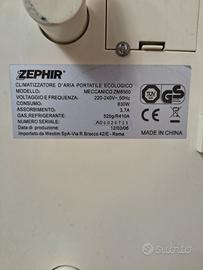 ZEPHIR®
CLIMATIZZATORE D'ARIA PORTATILE ECOLOGICO
MODELLO: MECCANICO ZM8500
VOLTAGGIO E FREQUENZA: 220-240V~,50Hz
CONSUMO: 830W
ASSORBIMENTO: 3.7A
GAS,REFRIGERANTE: 520g/R410A
NUMERO SERIALE:
DATA DI PRODUZIONE: 12/03/06
Importato da Westim SpA-Via R.Bracco 42/E - Roma
TUV
CE
MADE IN CHINA
subito